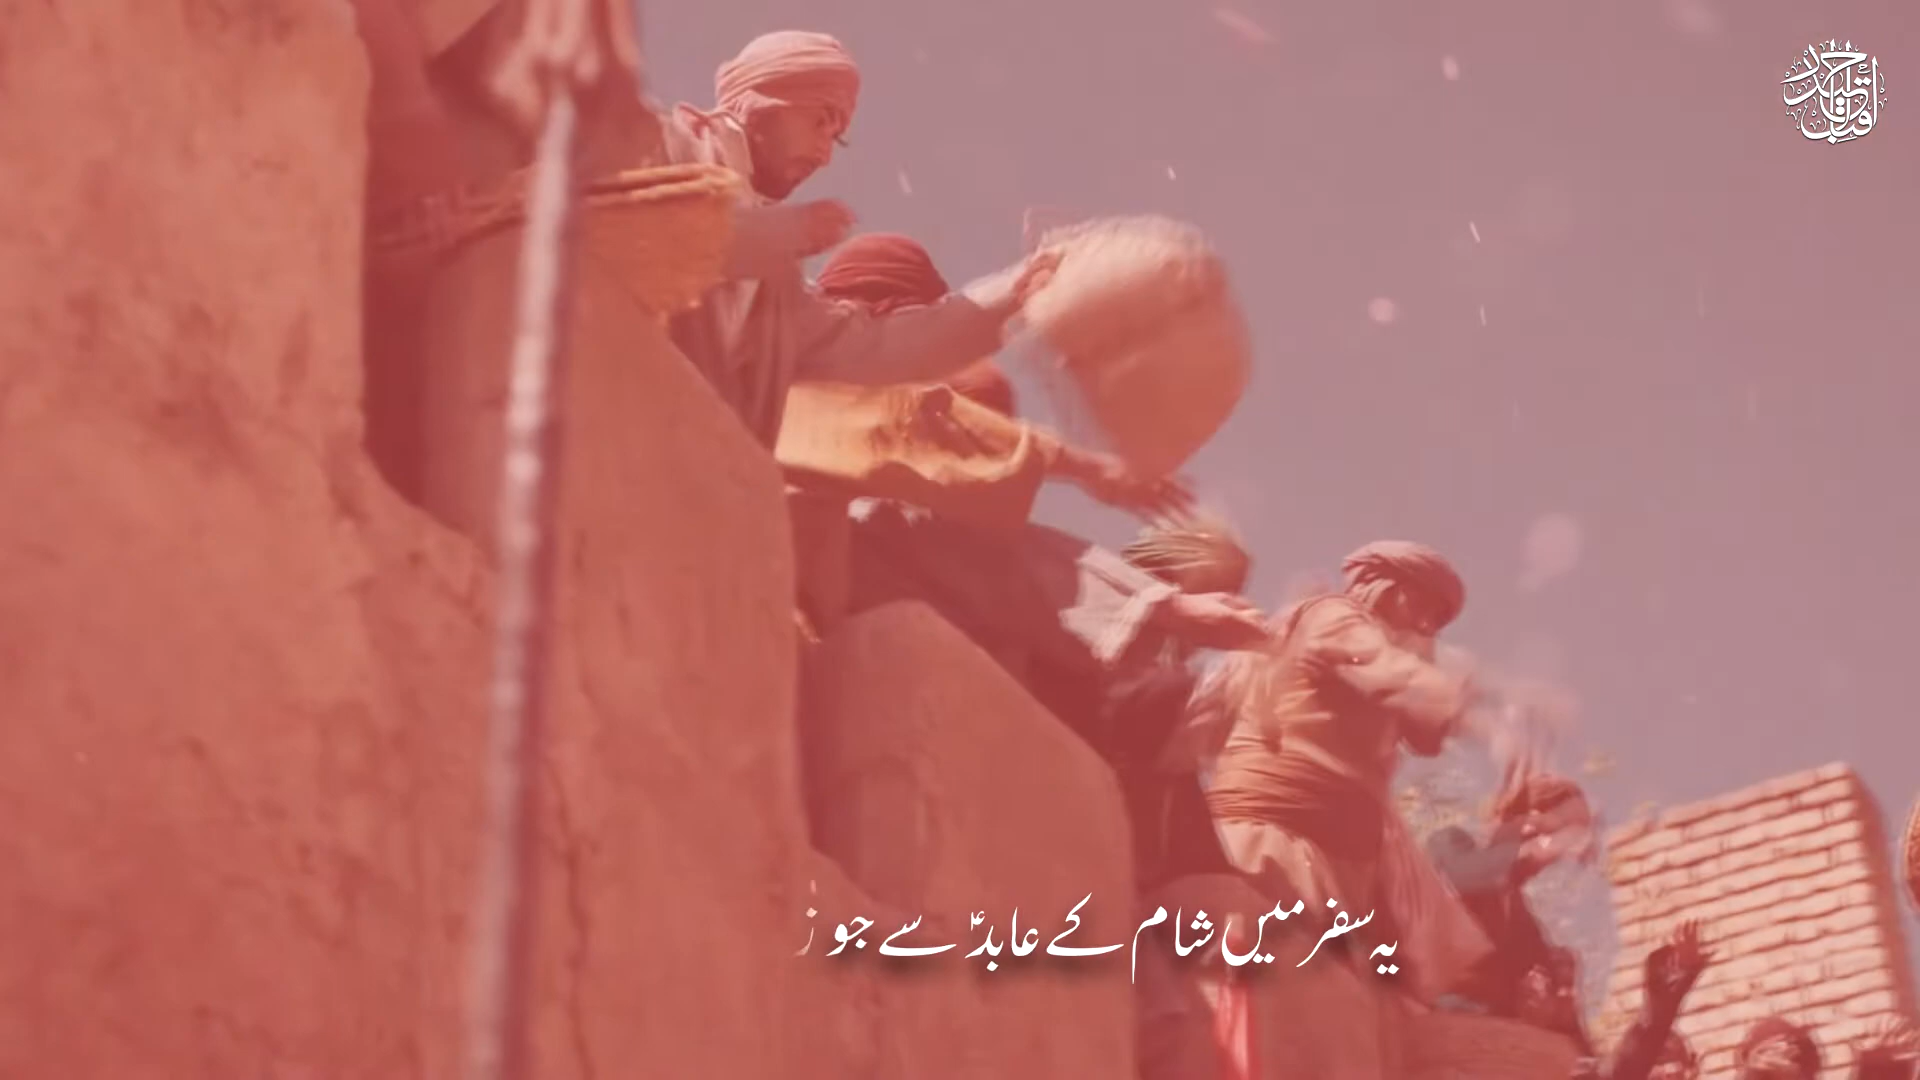 یہ سفر میں شام کے عابدؑ سے جو ز